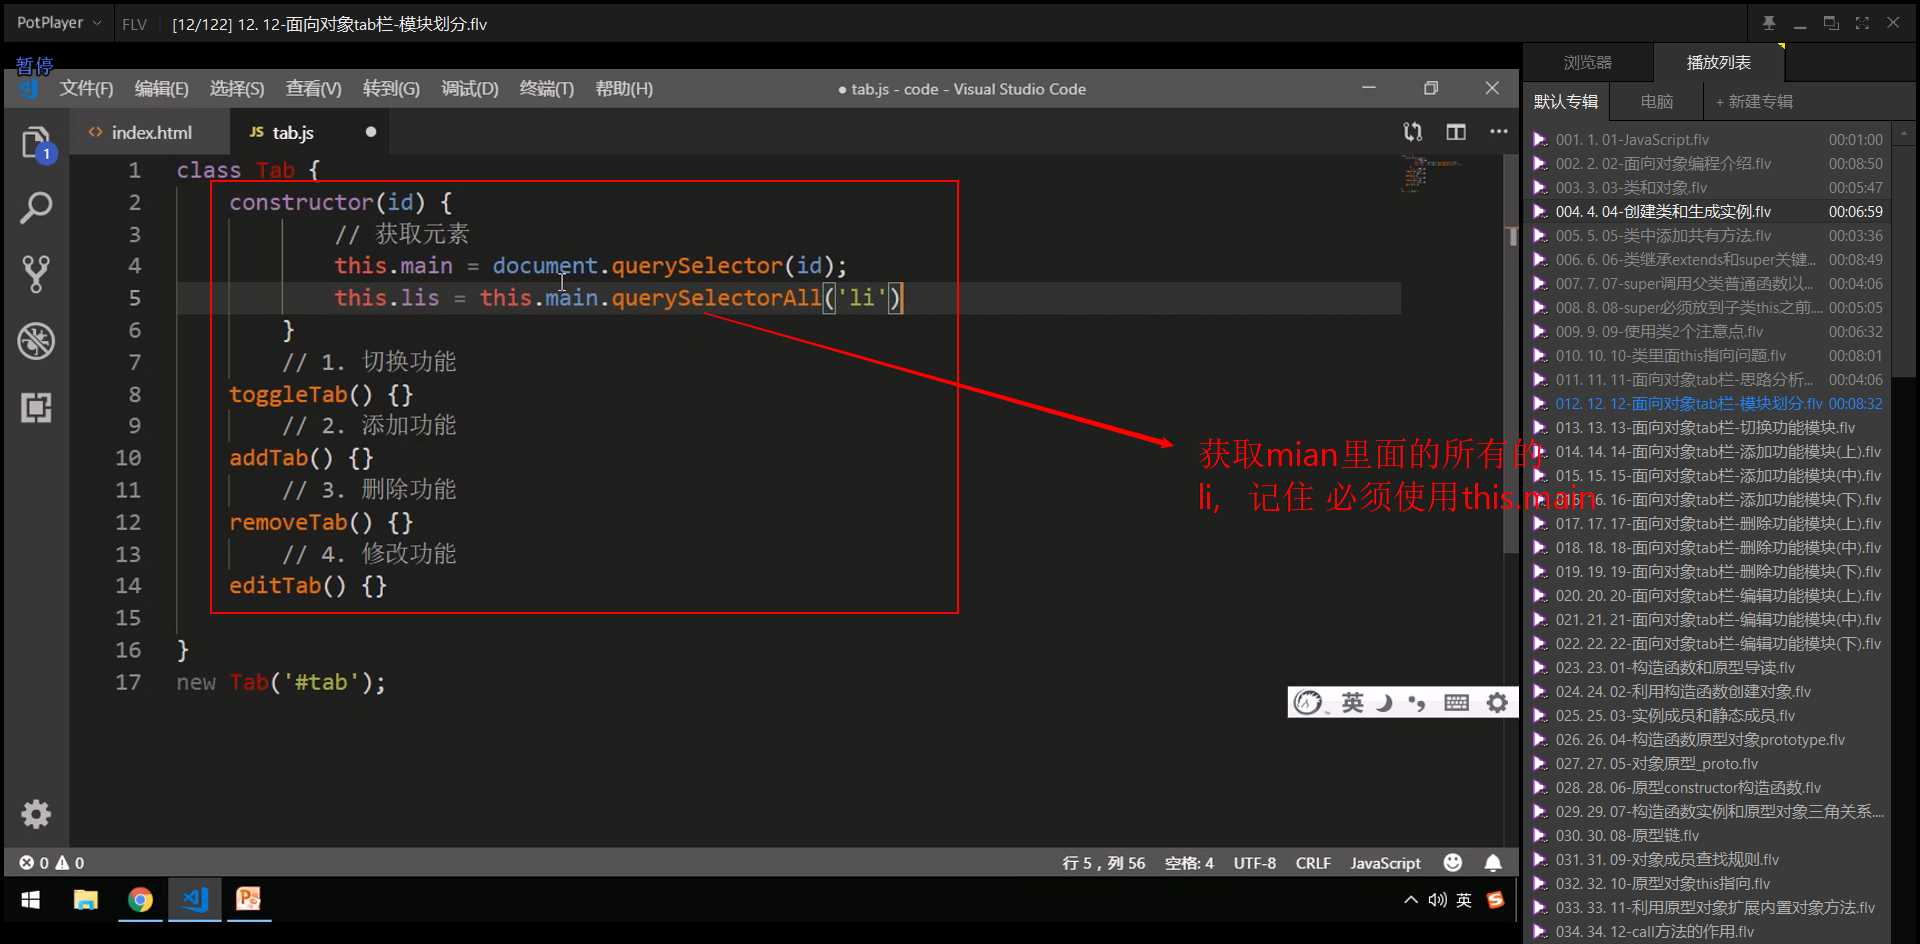 PotPlayer FLV [12/122] 12. 12-面向对象tab栏-模块划分.flv
暂停
文件(F) 编辑(E) 选择(S) 查看(V) 转到(G) 调试(D) 终端(T) 帮助(H) ● tab.js - code - Visual Studio Code
<> index.html JS tab.js ●
1
1 class Tab {
2 constructor(id) {
3 // 获取元素
4 this.main = document.querySelector(id);
5 this.lis = this.main.querySelectorAll('li')
6 }
7 // 1. 切换功能
8 toggleTab() {}
9 // 2. 添加功能
10 addTab() {}
11 // 3. 删除功能
12 removeTab() {}
13 // 4. 修改功能
14 editTab() {}
15
16 }
17 new Tab('#tab');
获取mian里面的所有的
li, 记住 必须使用this.main
英
0 0 行 5，列 56 空格: 4 UTF-8 CRLF JavaScript
英
浏览器 播放列表
默认专辑 电脑 + 新建专辑
001. 1. 01-JavaScript.flv 00:01:00
002. 2. 02-面向对象编程介绍.flv 00:08:50
003. 3. 03-类和对象.flv 00:05:47
004. 4. 04-创建类和生成实例.flv 00:06:59
005. 5. 05-类中添加共有方法.flv 00:03:36
006. 6. 06-类继承extends和super关键... 00:08:49
007. 7. 07-super调用父类普通函数以... 00:04:06
008. 8. 08-super必须放到子类this之前.... 00:05:05
009. 9. 09-使用类2个注意点.flv 00:06:32
010. 10. 10-类里面this指向问题.flv 00:08:01
011. 11. 11-面向对象tab栏-思路分析... 00:04:06
012. 12. 12-面向对象tab栏-模块划分.flv 00:08:32
013. 13. 13-面向对象tab栏-切换功能模块.flv
014. 14. 14-面向对象tab栏-添加功能模块(上).flv
015. 15. 15-面向对象tab栏-添加功能模块(中).flv
016. 16. 16-面向对象tab栏-添加功能模块(下).flv
017. 17. 17-面向对象tab栏-删除功能模块(上).flv
018. 18. 18-面向对象tab栏-删除功能模块(中).flv
019. 19. 19-面向对象tab栏-删除功能模块(下).flv
020. 20. 20-面向对象tab栏-编辑功能模块(上).flv
021. 21. 21-面向对象tab栏-编辑功能模块(中).flv
022. 22. 22-面向对象tab栏-编辑功能模块(下).flv
023. 23. 01-构造函数和原型导读.flv
024. 24. 02-利用构造函数创建对象.flv
025. 25. 03-实例成员和静态成员.flv
026. 26. 04-构造函数原型对象prototype.flv
027. 27. 05-对象原型_proto.flv
028. 28. 06-原型constructor构造函数.flv
029. 29. 07-构造函数实例和原型对象三角关系....
030. 30. 08-原型链.flv
031. 31. 09-对象成员查找规则.flv
032. 32. 10-原型对象this指向.flv
033. 33. 11-利用原型对象扩展内置对象方法.flv
034. 34. 12-call方法的作用.flv